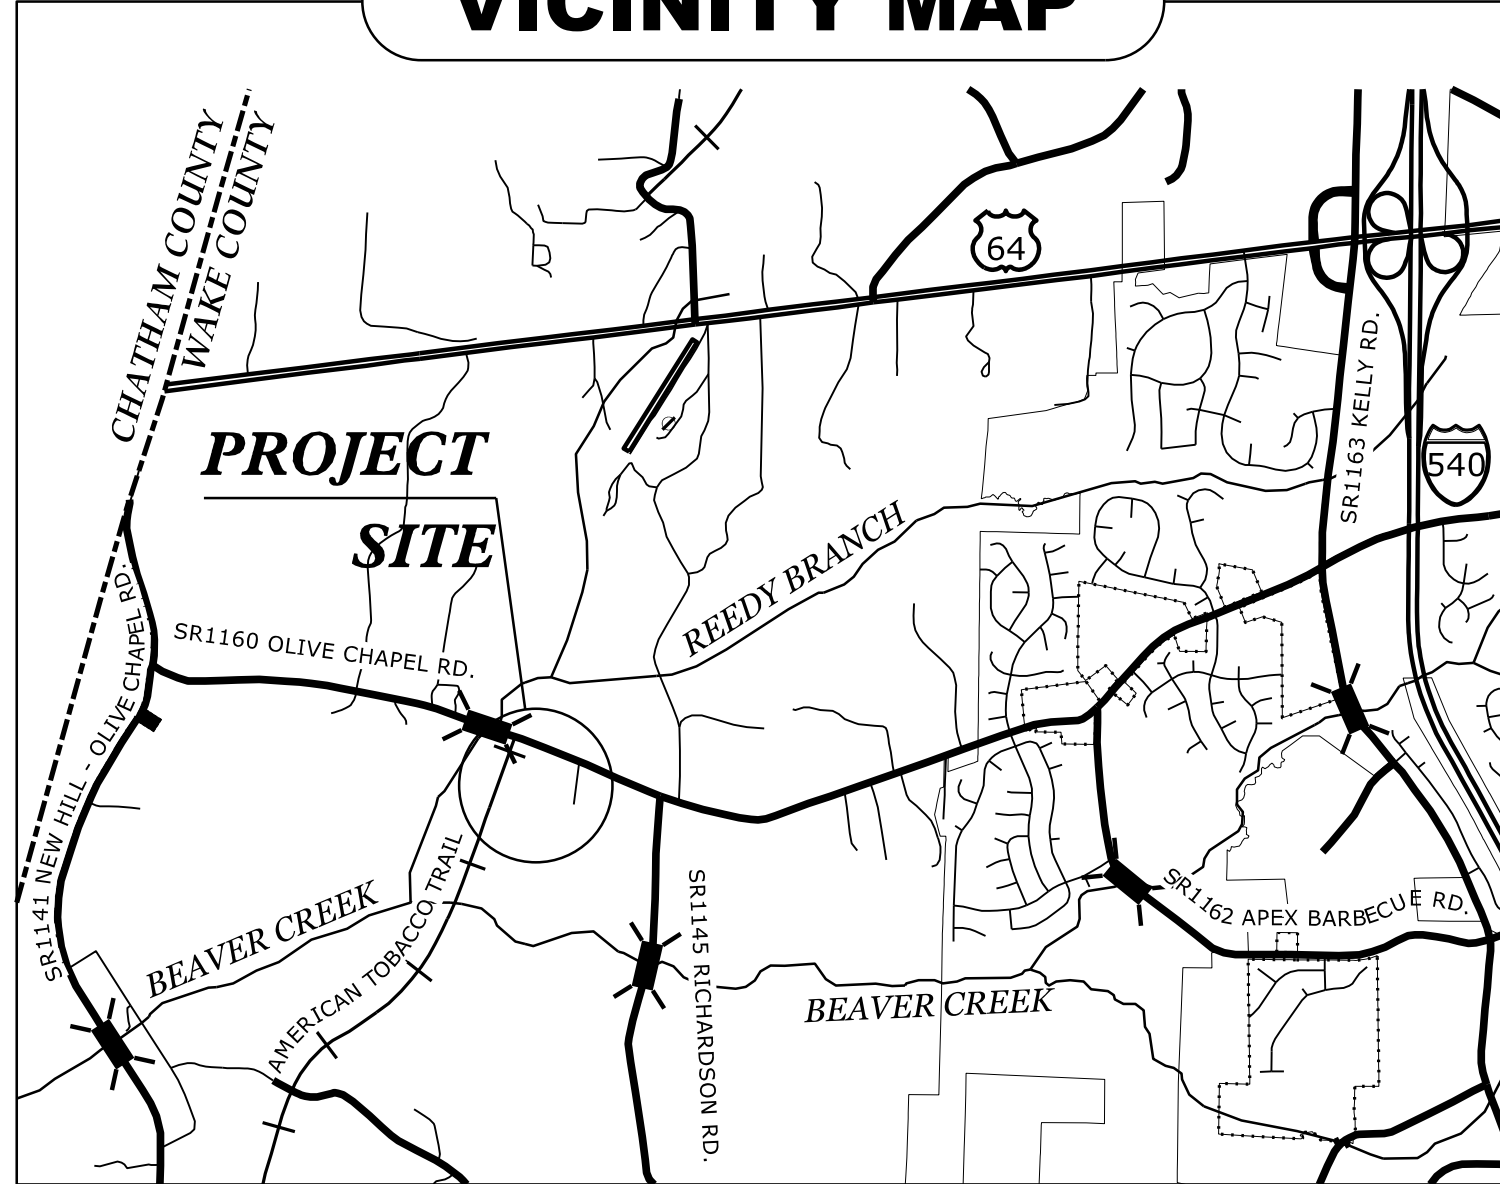 VICINITY MAP
CHATHAM COUNTY
WAKE COUNTY
64
SR1163 KELLY RD.
PROJECT
SITE
540
REEDY BRANCH
SR1160 OLIVE CHAPEL RD.
SR1141 NEW HILL - OLIVE CHAPEL RD.
AMERICAN TOBACCO TRAIL
BEAVER CREEK
SR1145 RICHARDSON RD.
SR1162 APEX BARBECUE RD.
BEAVER CREEK